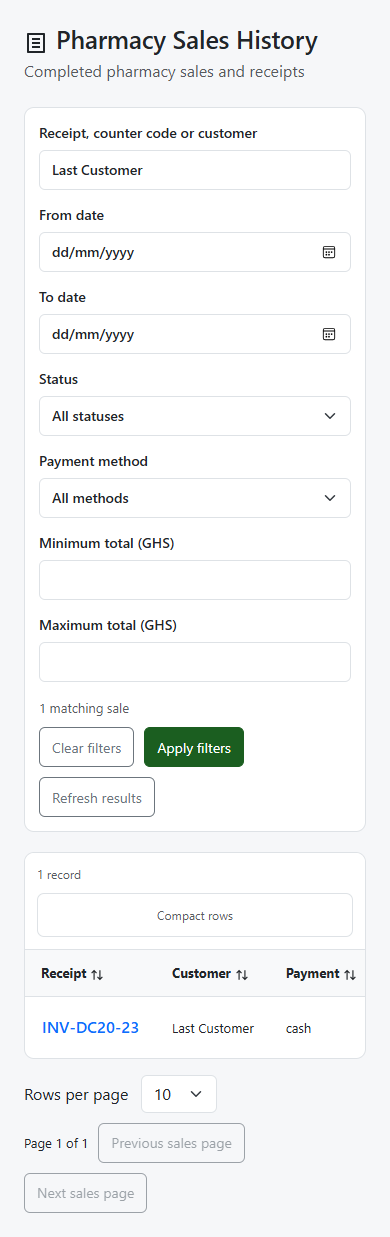 Pharmacy Sales History
Completed pharmacy sales and receipts
Receipt, counter code or customer
Last Customer
From date
dd/mm/yyyy
To date
dd/mm/yyyy
Status
All statuses
Payment method
All methods
Minimum total (GHS)
Maximum total (GHS)
1 matching sale
Clear filters Apply filters
Refresh results
1 record
Compact rows
Receipt Customer Payment
INV-DC20-23 Last Customer cash
Rows per page 10
Page 1 of 1 Previous sales page
Next sales page